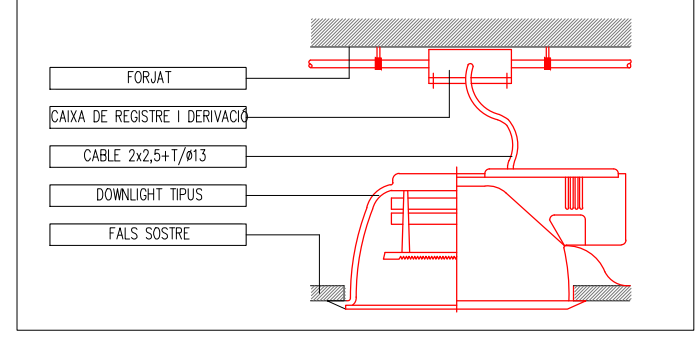 FORJAT
CAIXA DE REGISTRE I DERIVACIÓ
CABLE 2x2,5+T/ø13
DOWNLIGHT TIPUS
FALS SOSTRE